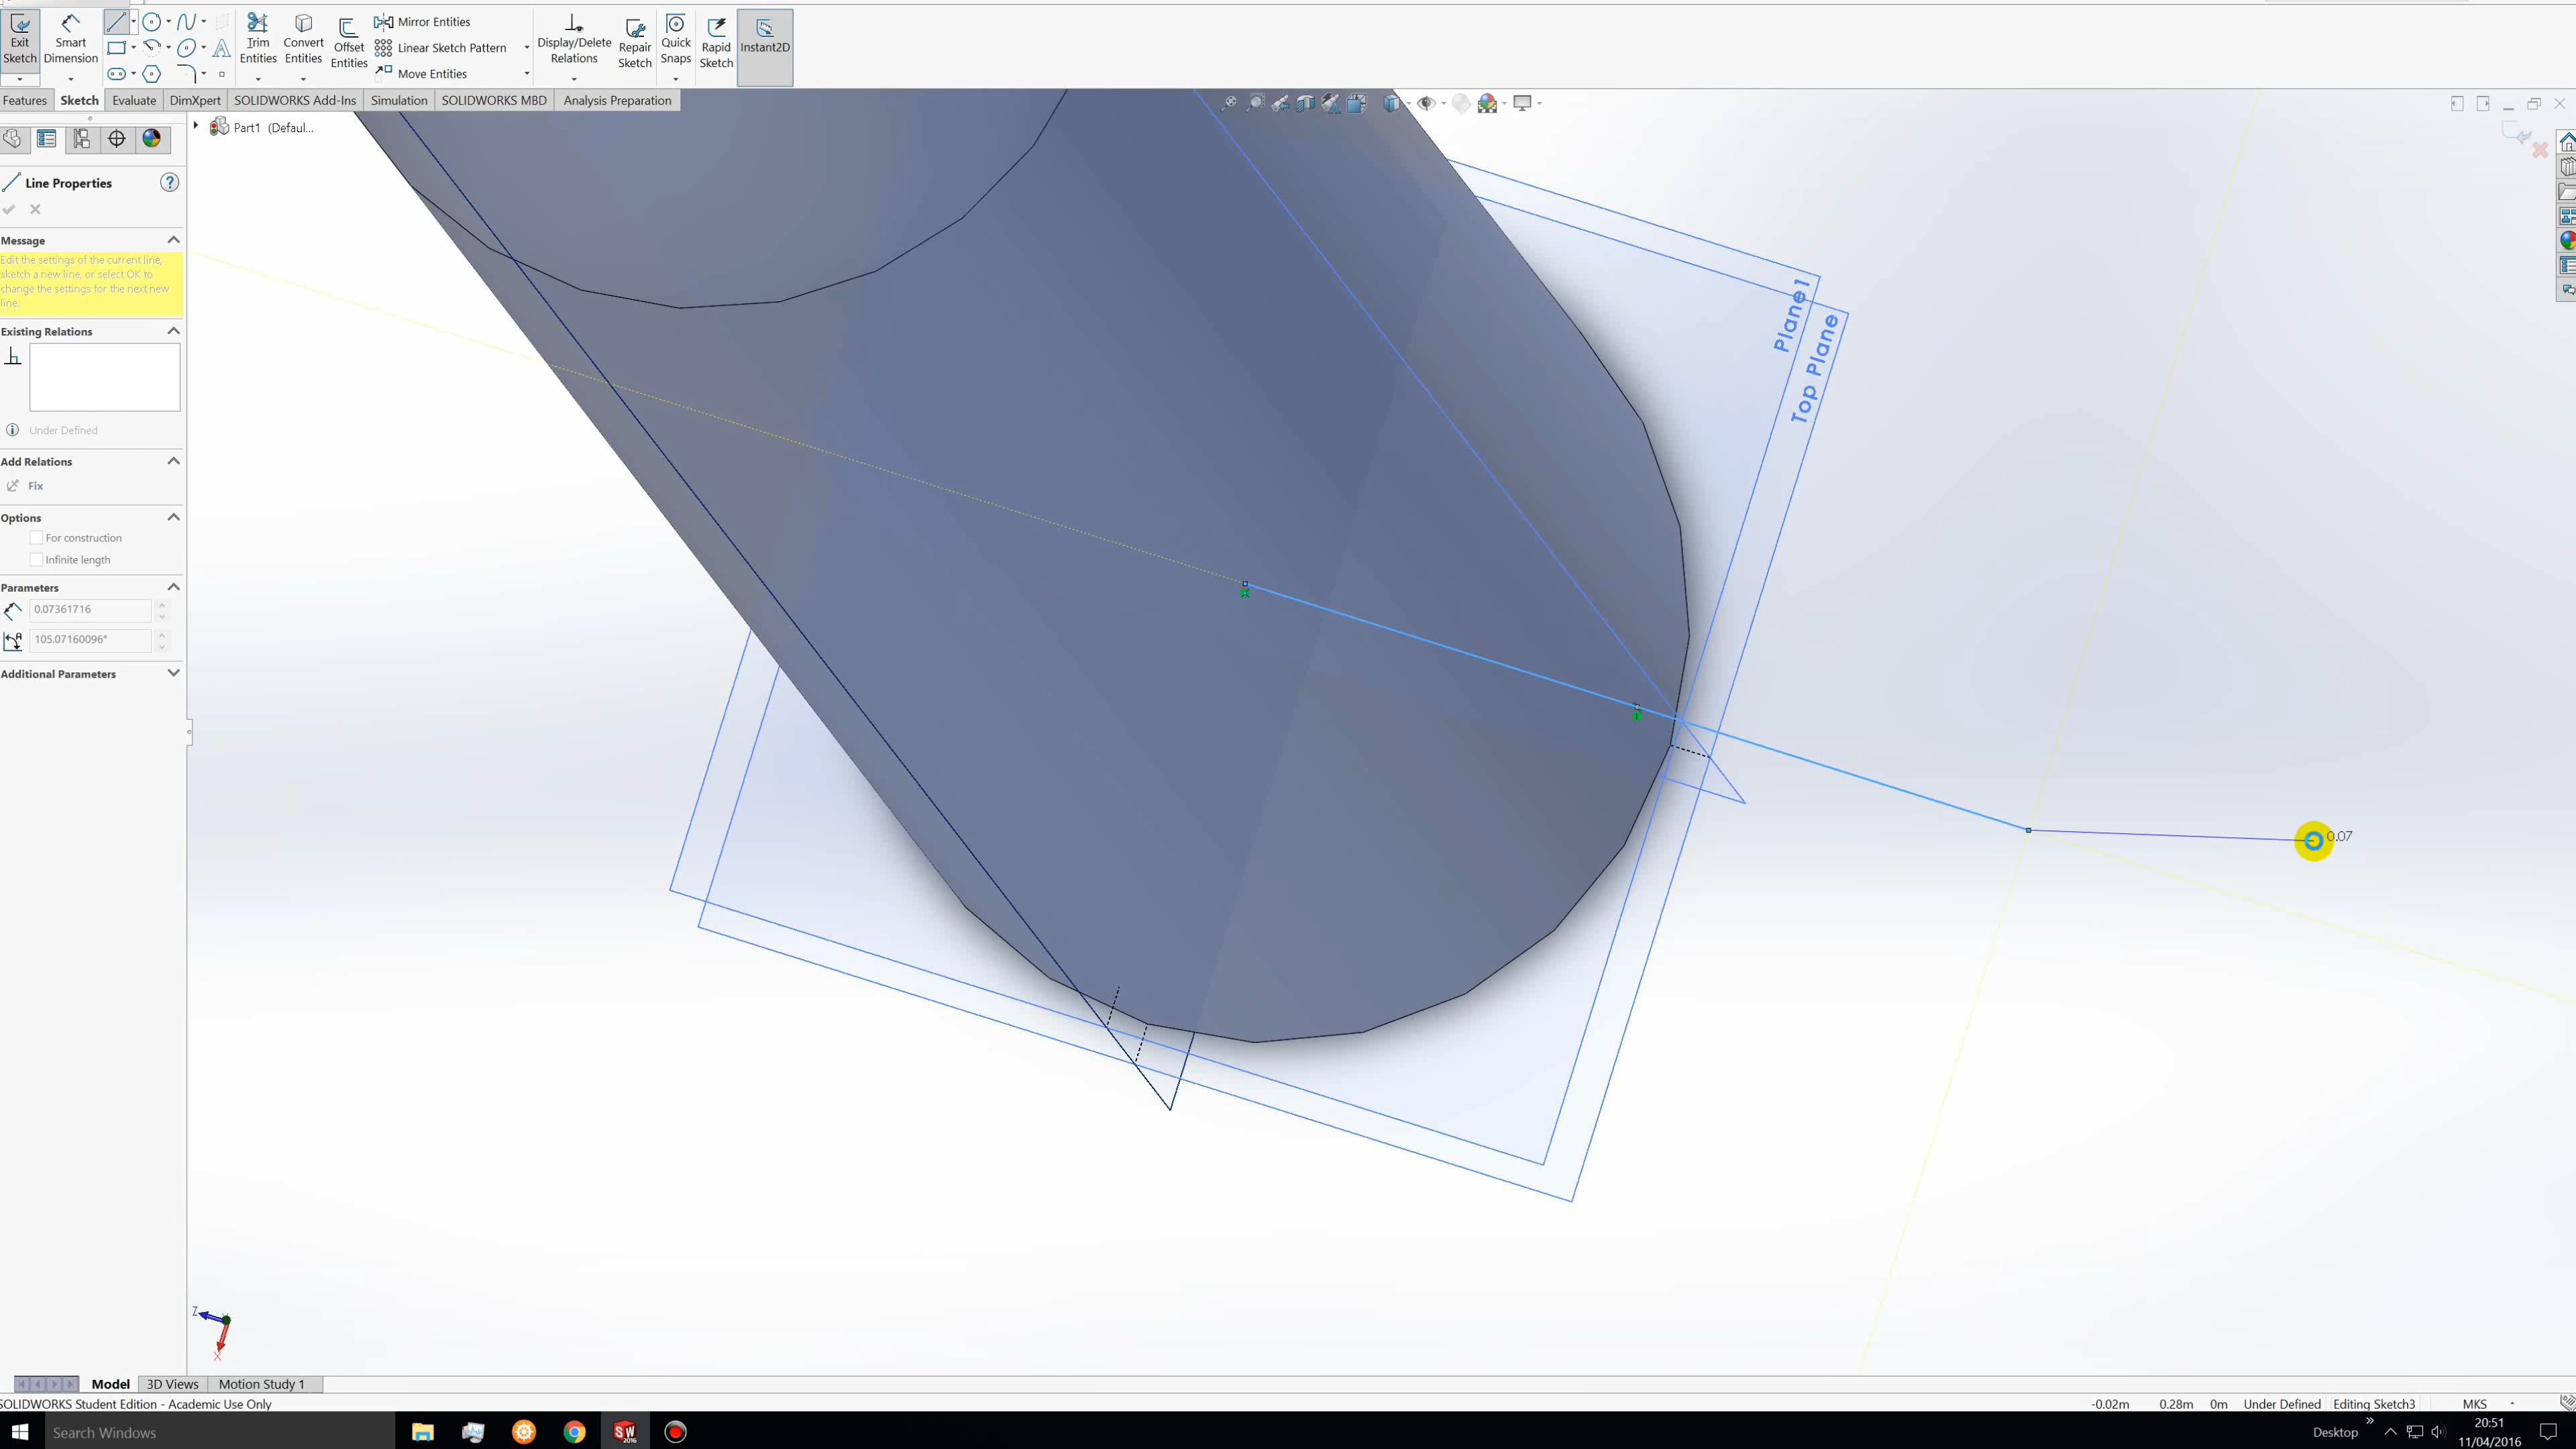 Exit
Sketch
Smart
Dimension
Trim
Entities
Convert
Entities
Offset
Entities
Mirror Entities
Linear Sketch Pattern
Move Entities
Display/Delete
Relations
Repair
Sketch
Quick
Snaps
Rapid
Sketch
Instant2D
Features
Sketch
Evaluate
DimXpert
SOLIDWORKS Add-Ins
Simulation
SOLIDWORKS MBD
Analysis Preparation
Part1 (Defaul...
Line Properties
Message
Edit the settings of the current line,
sketch a new line, or select OK to
change the settings for the next new
line.
Existing Relations
Under Defined
Add Relations
Fix
Options
For construction
Infinite length
Parameters
0.07361716
105.07160096°
Additional Parameters
Plane1
Top Plane
0.07
Z
X
Model
3D Views
Motion Study 1
SOLIDWORKS Student Edition - Academic Use Only
-0.02m
0.28m
0m
Under Defined
Editing Sketch3
MKS
Search Windows
SW
2016
Desktop
20:51
11/04/2016